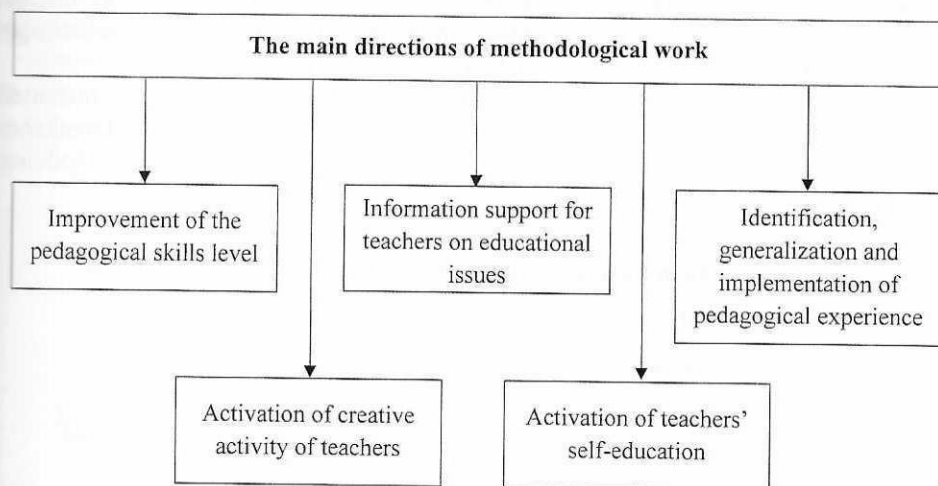 The main directions of methodological work
Improvement of the
pedagogical skills level
Information support for
teachers on educational
issues
Identification,
generalization and
implementation of
pedagogical experience
Activation of creative
activity of teachers
Activation of teachers’
self-education